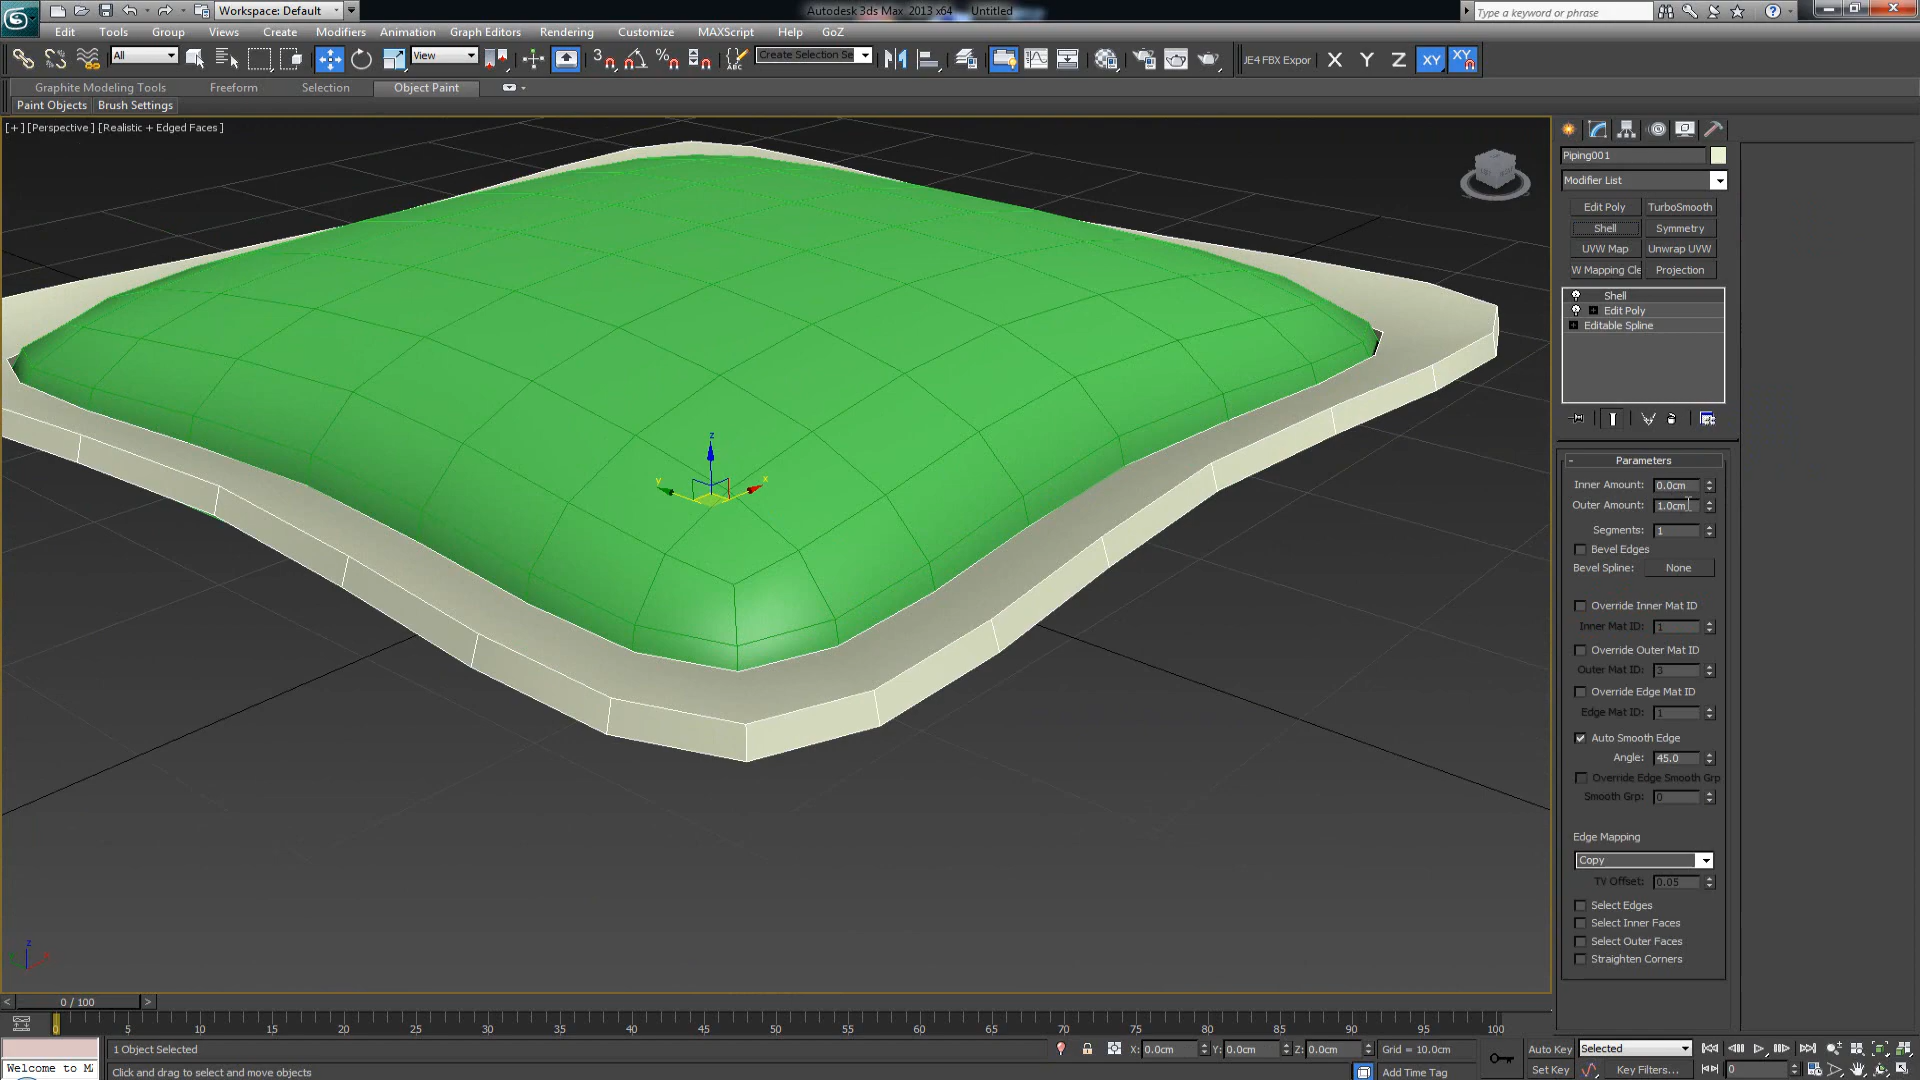 Workspace: Default
Autodesk 3ds Max 2013 x64 Untitled
Type a keyword or phrase
Edit Tools Group Views Create Modifiers Animation Graph Editors Rendering Customize MAXScript Help GoZ
All View Create Selection Se JE4 FBX Expor X Y Z XY XY
Graphite Modeling Tools Freeform Selection Object Paint
Paint Objects Brush Settings
[+] [Perspective] [Realistic + Edged Faces]
Piping001
Modifier List
Edit Poly TurboSmooth
Shell Symmetry
UVW Map Unwrap UVW
W Mapping Cle Projection
Shell
Edit Poly
Editable Spline
z
y x
- Parameters
Inner Amount: 0.0cm
Outer Amount: 1.0cm
Segments: 1
Bevel Edges
Bevel Spline: None
Override Inner Mat ID
Inner Mat ID: 1
Override Outer Mat ID
Outer Mat ID: 3
Override Edge Mat ID
Edge Mat ID: 1
Auto Smooth Edge
Angle: 45.0
Override Edge Smooth Grp
Smooth Grp: 0
Edge Mapping
Copy
TV Offset: 0.05
Select Edges
Select Inner Faces
Select Outer Faces
Straighten Corners
z
< 0 / 100 >
0 5 10 15 20 25 30 35 40 45 50 55 60 65 70 75 80 85 90 95 100
1 Object Selected X: 0.0cm Y: 0.0cm Z: 0.0cm Grid = 10.0cm Auto Key Selected
Welcome to M Click and drag to select and move objects Add Time Tag Set Key Key Filters... 0